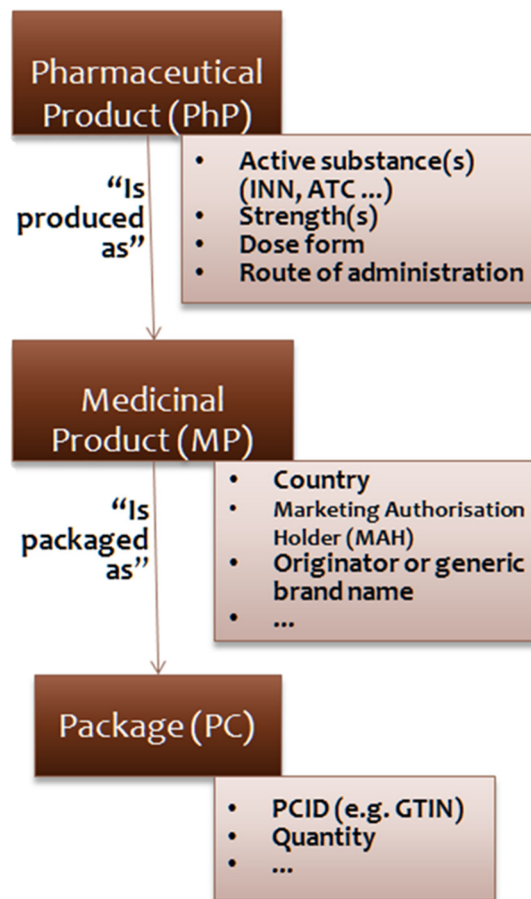 Pharmaceutical
Product (PhP)
“Is
produced
as”
• Active substance(s)
(INN, ATC ...)
• Strength(s)
• Dose form
• Route of administration
Medicinal
Product (MP)
“Is
packaged
as”
• Country
• Marketing Authorisation
Holder (MAH)
• Originator or generic
brand name
• ...
Package (PC)
• PCID (e.g. GTIN)
• Quantity
• ...